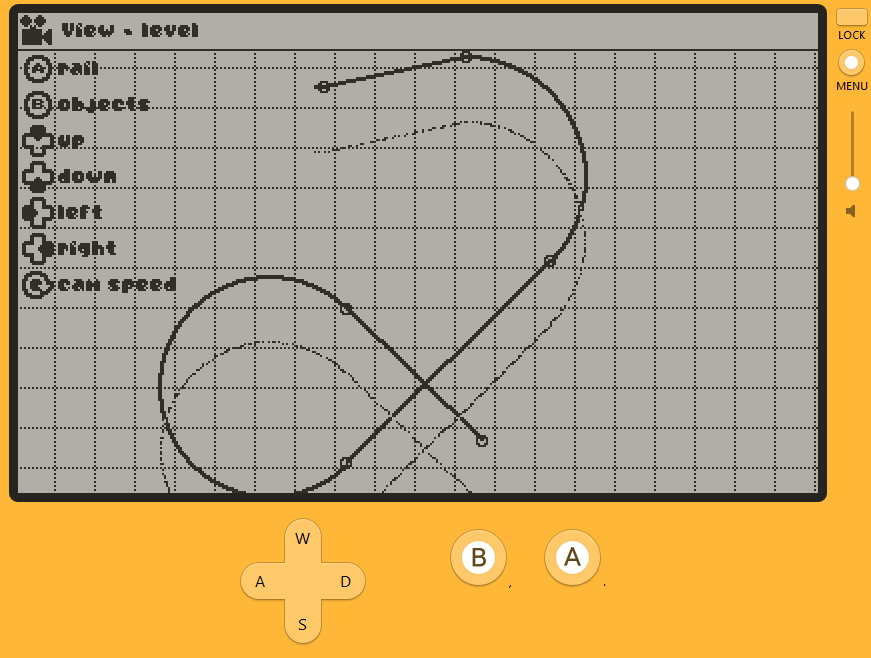 View - level
LOCK
A rail
MENU
B objects
up
down
left
right
C cam speed
W
A D
S
B , A .